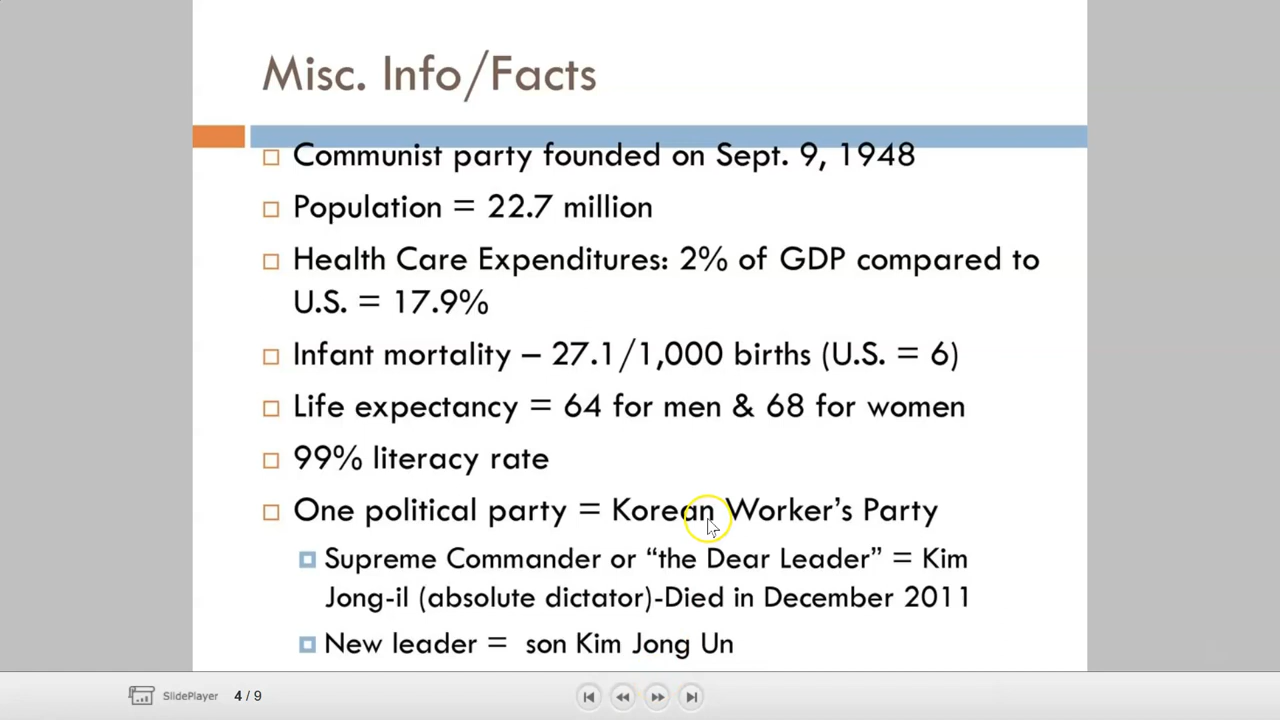 Misc. Info/Facts
Communist party founded on Sept. 9, 1948
Population = 22.7 million
Health Care Expenditures: 2% of GDP compared to
U.S. = 17.9%
Infant mortality – 27.1/1,000 births (U.S. = 6)
Life expectancy = 64 for men & 68 for women
99% literacy rate
One political party = Korean Worker’s Party
Supreme Commander or “the Dear Leader” = Kim
Jong-il (absolute dictator)-Died in December 2011
New leader = son Kim Jong Un
SlidePlayer 4 / 9